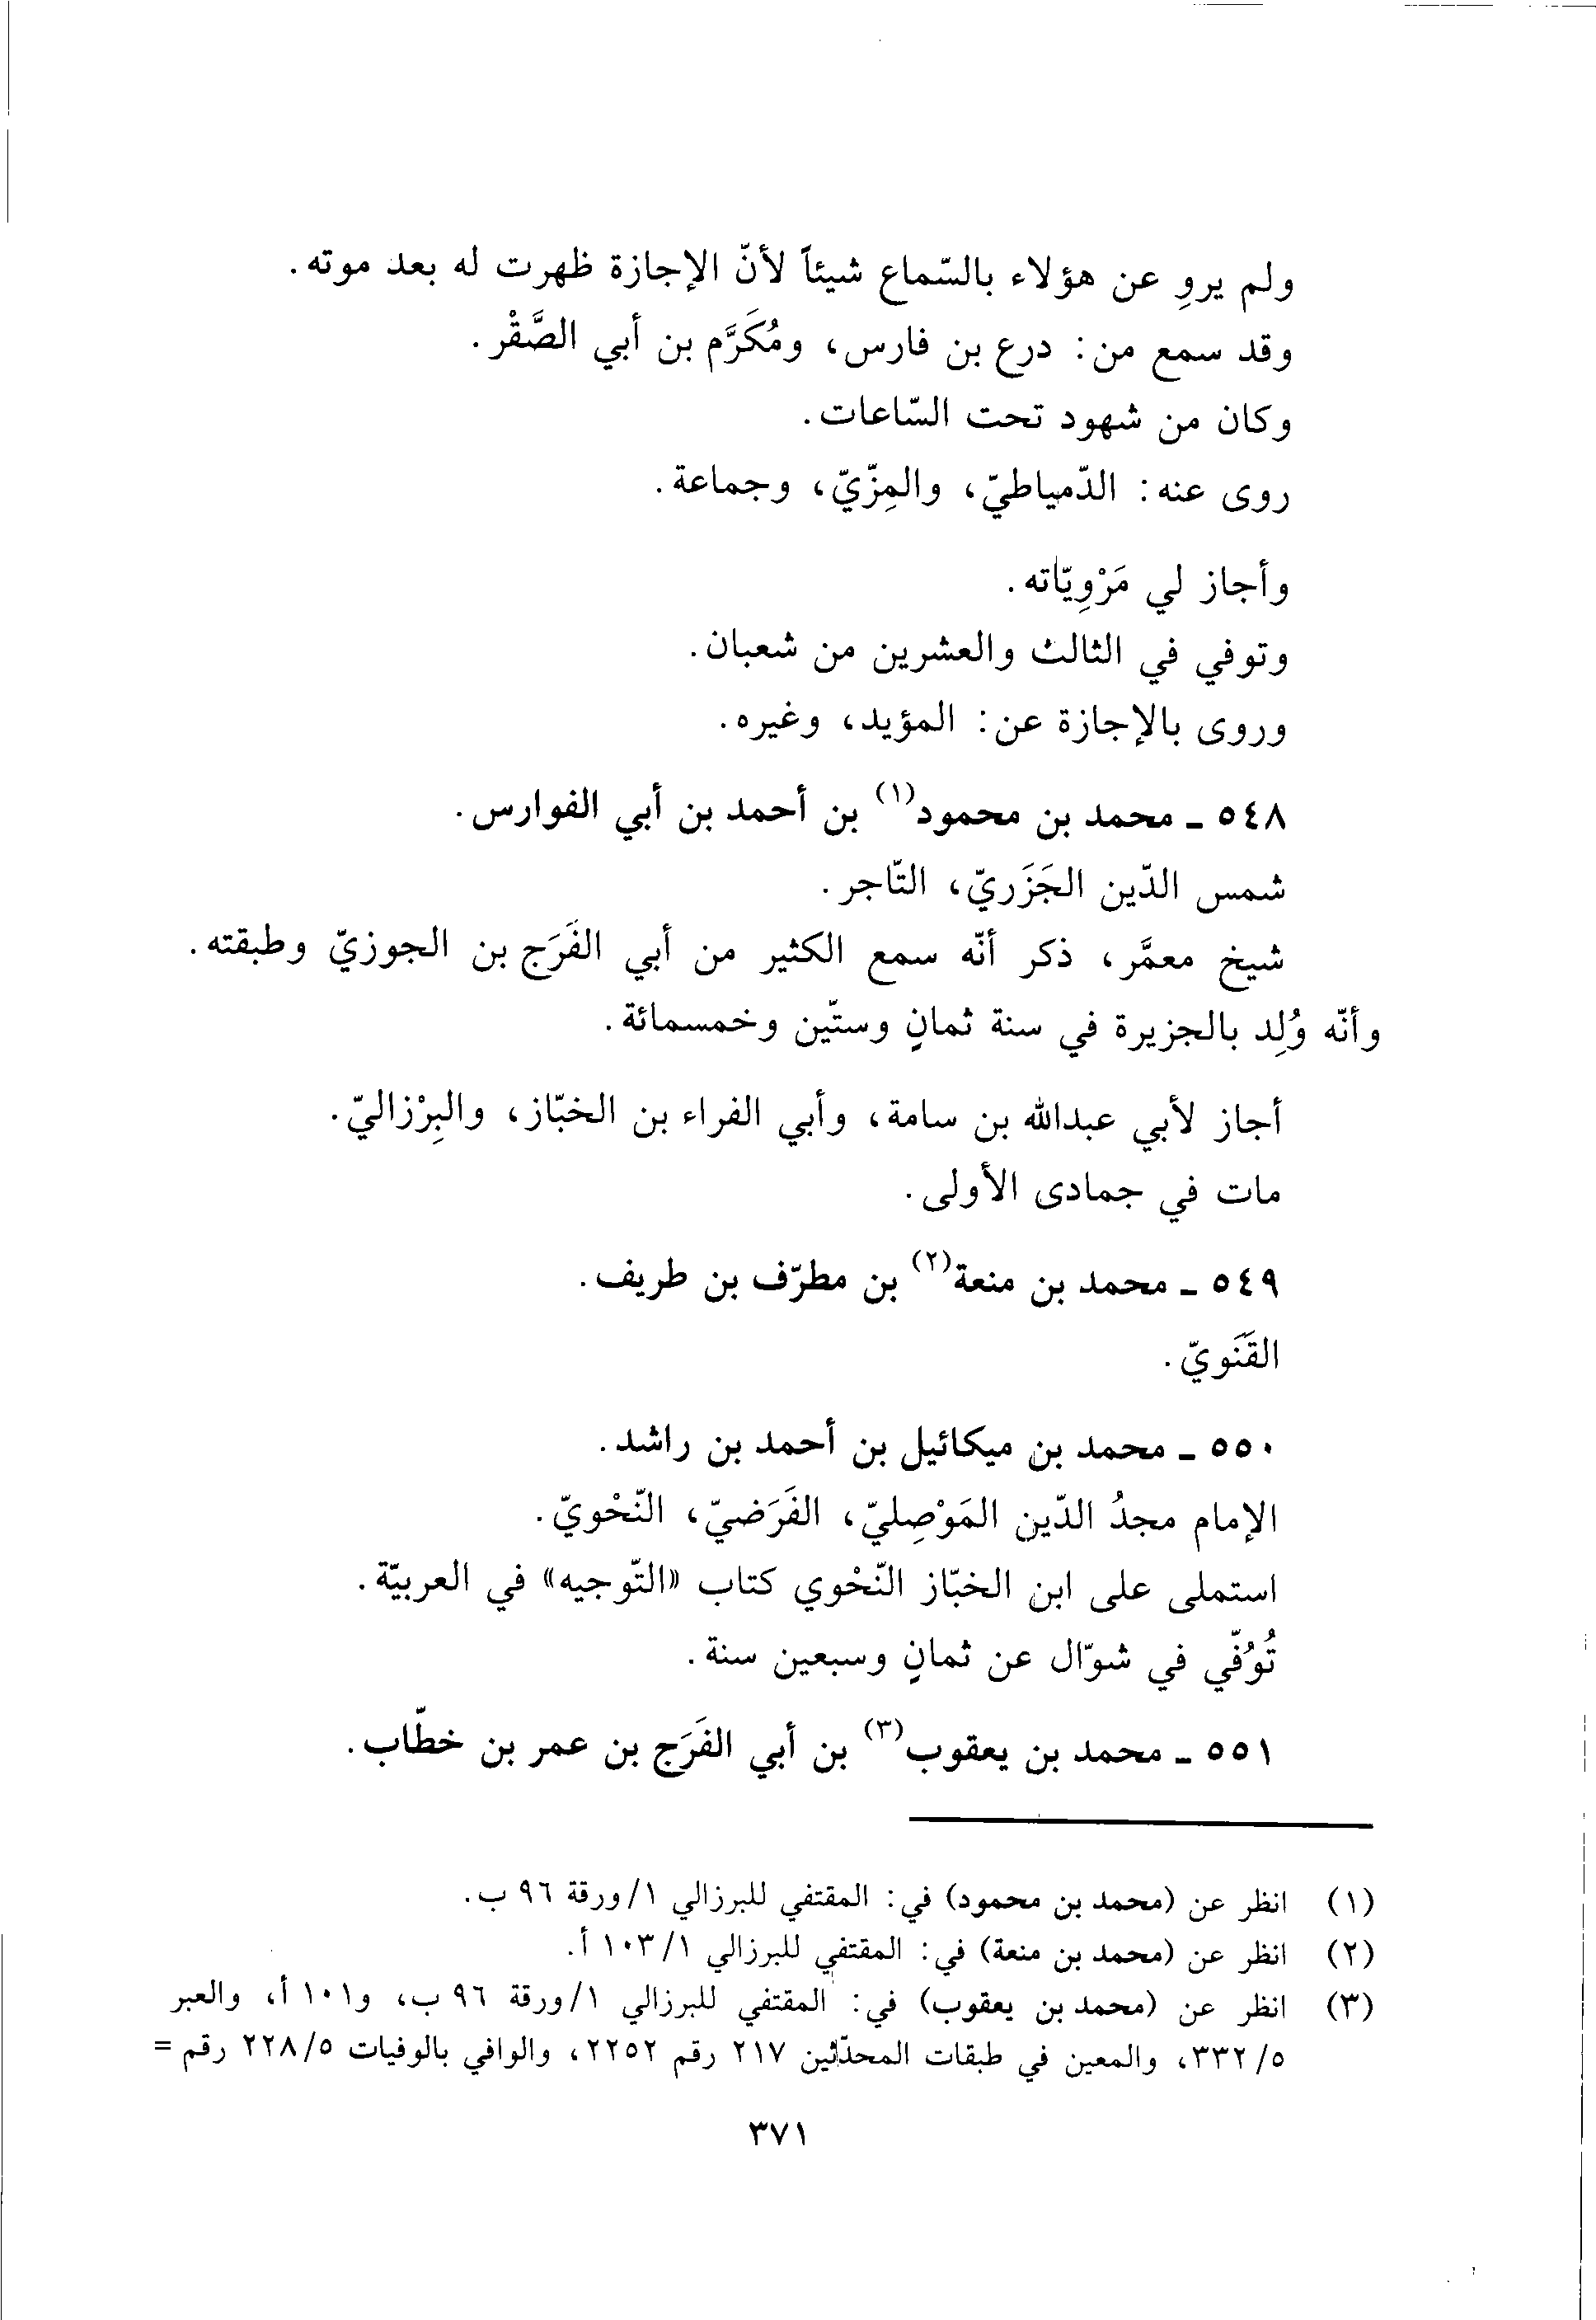 ولم يروِ عن هؤلاء بالسّماع شيئاً لأنّ الإجازة ظهرت له بعد موته.
وقد سمع من: درع بن فارس، ومُكَرَّم بن أبي الصَّقْر.
وكان من شهود تحت السّاعات.
روى عنه: الدّمياطيّ، والمِزّيّ، وجماعة.
وأجاز لي مَرْوِيّاته.
وتوفي في الثالث والعشرين من شعبان.
وروى بالإجازة عن: المؤيد، وغيره.
٥٤٨ ـ محمد بن محمود(١) بن أحمد بن أبي الفوارس.
شمس الدّين الجَزَريّ، التّاجر.
شيخ معمَّر، ذكر أنّه سمع الكثير من أبي الفَرَج بن الجوزيّ وطبقته.
وأنّه وُلِد بالجزيرة في سنة ثمانٍ وستّين وخمسمائة.
أجاز لأبي عبدالله بن سامة، وأبي الفراء بن الخبّاز، والبِرْزاليّ.
مات في جمادى الأولى.
٥٤٩ ـ محمد بن منعة(٢) بن مطرّف بن طريف.
القَنَويّ.
٥٥٠ ـ محمد بن ميكائيل بن أحمد بن راشد.
الإمام مجدُ الدّين المَوْصِليّ، الفَرَضيّ، النّحْويّ.
استملى على ابن الخبّاز النّحْوي كتاب «التّوجيه» في العربيّة.
تُوُفّي في شوّال عن ثمانٍ وسبعين سنة.
٥٥١ ـ محمد بن يعقوب(٣) بن أبي الفَرَج بن عمر بن خطّاب.
(١) انظر عن (محمد بن محمود) في: المقتفي للبرزالي ١/ورقة ٩٦ ب.
(٢) انظر عن (محمد بن منعة) في: المقتفي للبرزالي ١/ ١٠٣ أ.
(٣) انظر عن (محمد بن يعقوب) في: المقتفي للبرزالي ١/ورقة ٩٦ ب، و١٠١ أ، والعبر
٥/ ٣٣٢، والمعين في طبقات المحدّثين ٢١٧ رقم ٢٢٥٢، والوافي بالوفيات ٢٢٨/٥ رقم =
٣٧١